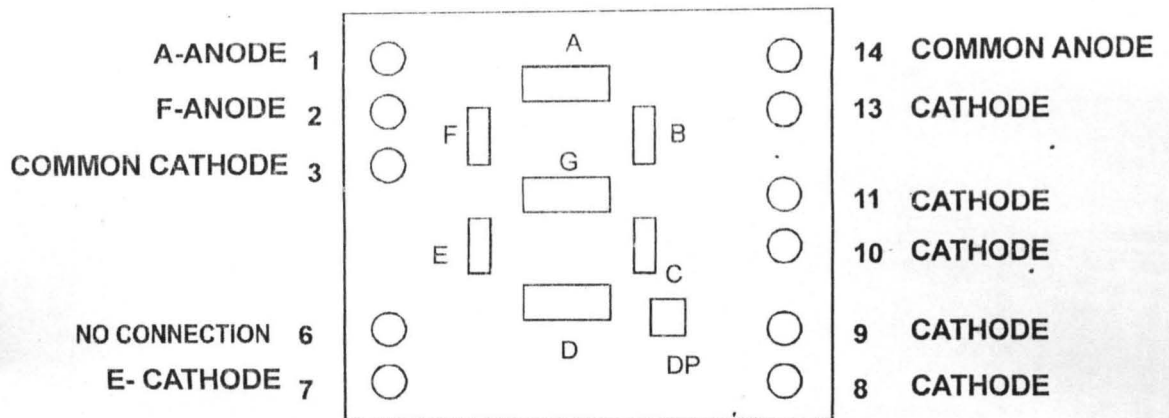 A-ANODE 1
F-ANODE 2
COMMON CATHODE 3
NO CONNECTION 6
E- CATHODE 7
A
F
B
G
E
C
D
DP
14 COMMON ANODE
13 CATHODE
11 CATHODE
10 CATHODE
9 CATHODE
8 CATHODE